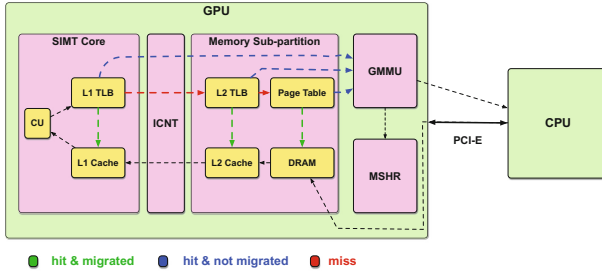 GPU
SIMT Core
Memory Sub-partition
GMMU
L1 TLB
L2 TLB
Page Table
CU
ICNT
CPU
PCI-E
L1 Cache
L2 Cache
DRAM
MSHR
hit & migrated
hit & not migrated
miss